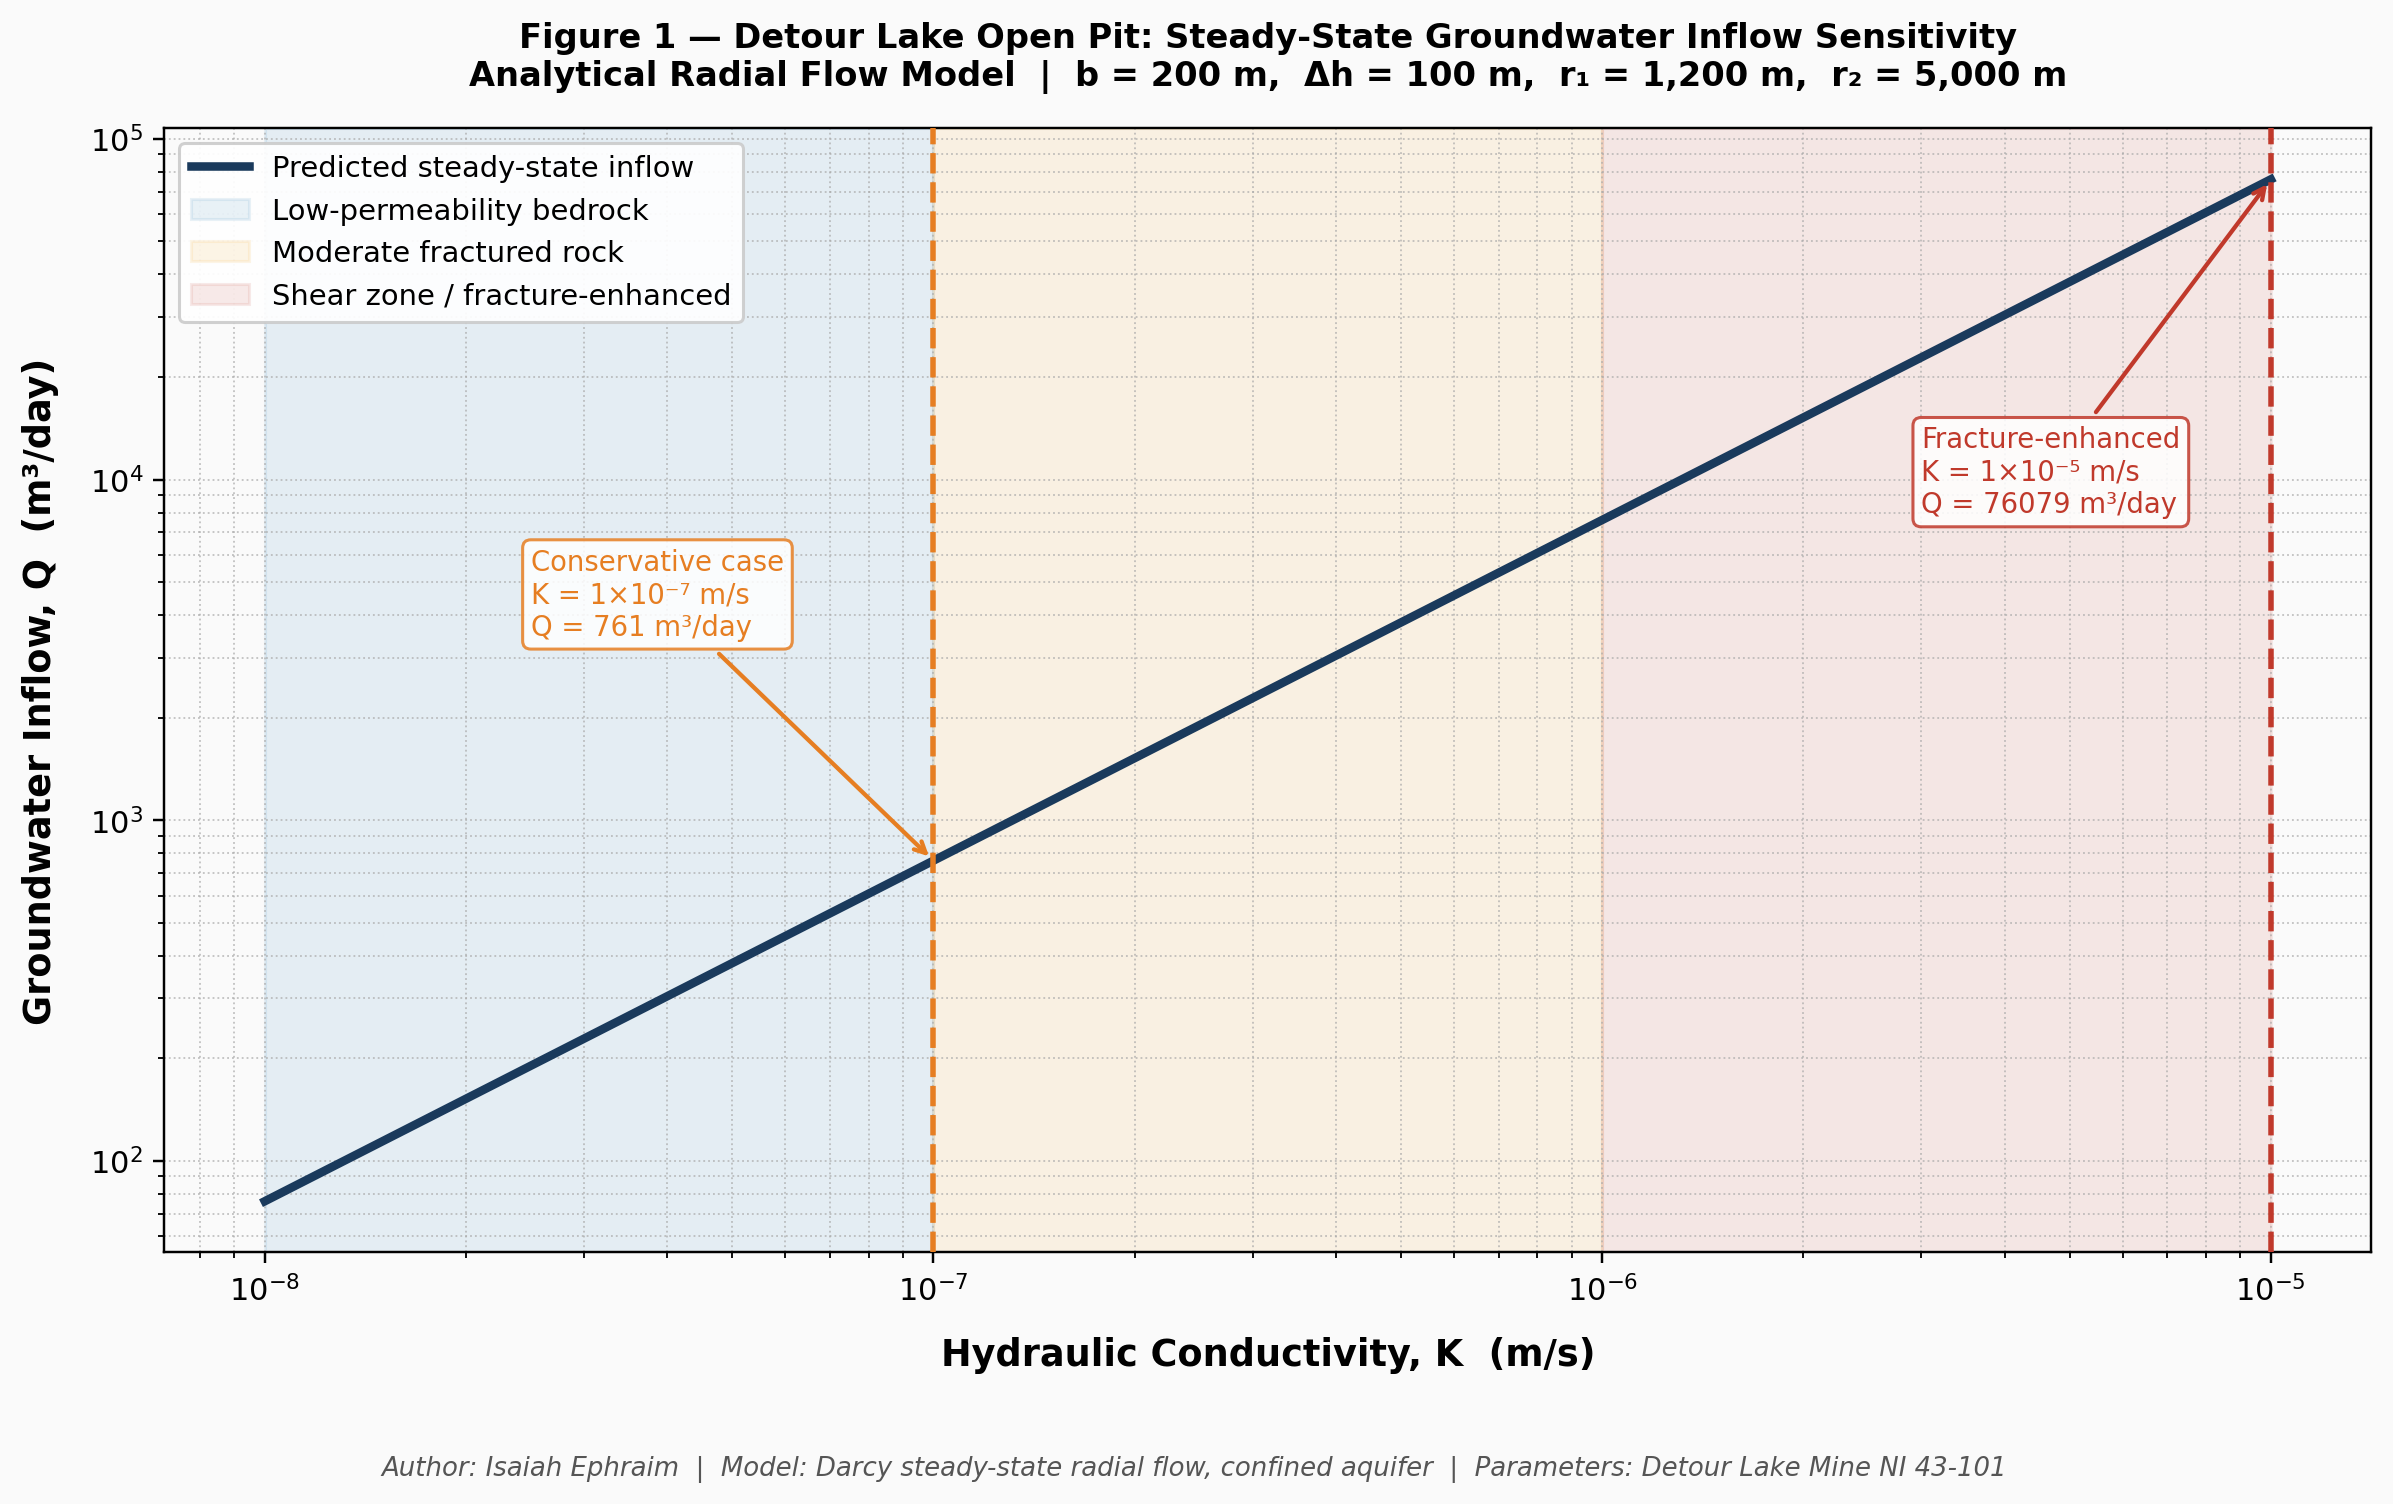 Figure 1 — Detour Lake Open Pit: Steady-State Groundwater Inflow Sensitivity
Analytical Radial Flow Model | b = 200 m, Δh = 100 m, r₁ = 1,200 m, r₂ = 5,000 m
Predicted steady-state inflow
Low-permeability bedrock
Moderate fractured rock
Shear zone / fracture-enhanced
Groundwater Inflow, Q (m³/day)
10⁵
10⁴
10³
10²
Conservative case
K = 1×10⁻⁷ m/s
Q = 761 m³/day
Fracture-enhanced
K = 1×10⁻⁵ m/s
Q = 76079 m³/day
10⁻⁸
10⁻⁷
10⁻⁶
10⁻⁵
Hydraulic Conductivity, K (m/s)
Author: Isaiah Ephraim | Model: Darcy steady-state radial flow, confined aquifer | Parameters: Detour Lake Mine NI 43-101